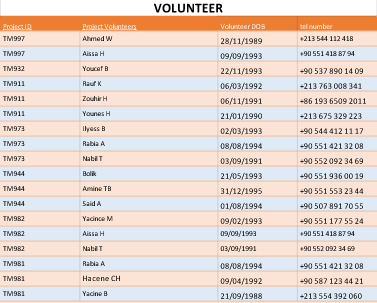 VOLUNTEER
Project ID Project Volunteers Volunteer DOB tel number
TM997 Ahmed W 28/11/1989 +213 544 112 418
TM997 Aissa H 09/09/1993 +90 551 418 87 94
TM932 Youcef B 22/11/1993 +90 537 890 14 09
TM911 Rauf K 06/03/1992 +213 763 008 341
TM911 Zouhir H 06/11/1991 +86 193 6509 2011
TM911 Younes H 21/01/1990 +213 675 329 223
TM973 Ilyess B 02/03/1993 +90 544 412 11 17
TM973 Rabia A 08/08/1994 +90 551 421 32 08
TM973 Nabil T 03/09/1991 +90 552 092 34 69
TM944 Bolik 21/05/1993 +90 551 936 00 19
TM944 Amine TB 31/12/1995 +90 551 553 23 44
TM944 Said A 01/08/1994 +90 507 891 70 55
TM982 Yacince M 09/02/1993 +90 551 177 55 24
TM982 Aissa H 09/09/1993 +90 551 418 87 94
TM982 Nabil T 03/09/1991 +90 552 092 34 69
TM981 Rabia A 08/08/1994 +90 551 421 32 08
TM981 Hacene CH 09/04/1992 +90 587 123 44 21
TM981 Yacine B 21/09/1988 +213 554 392 060